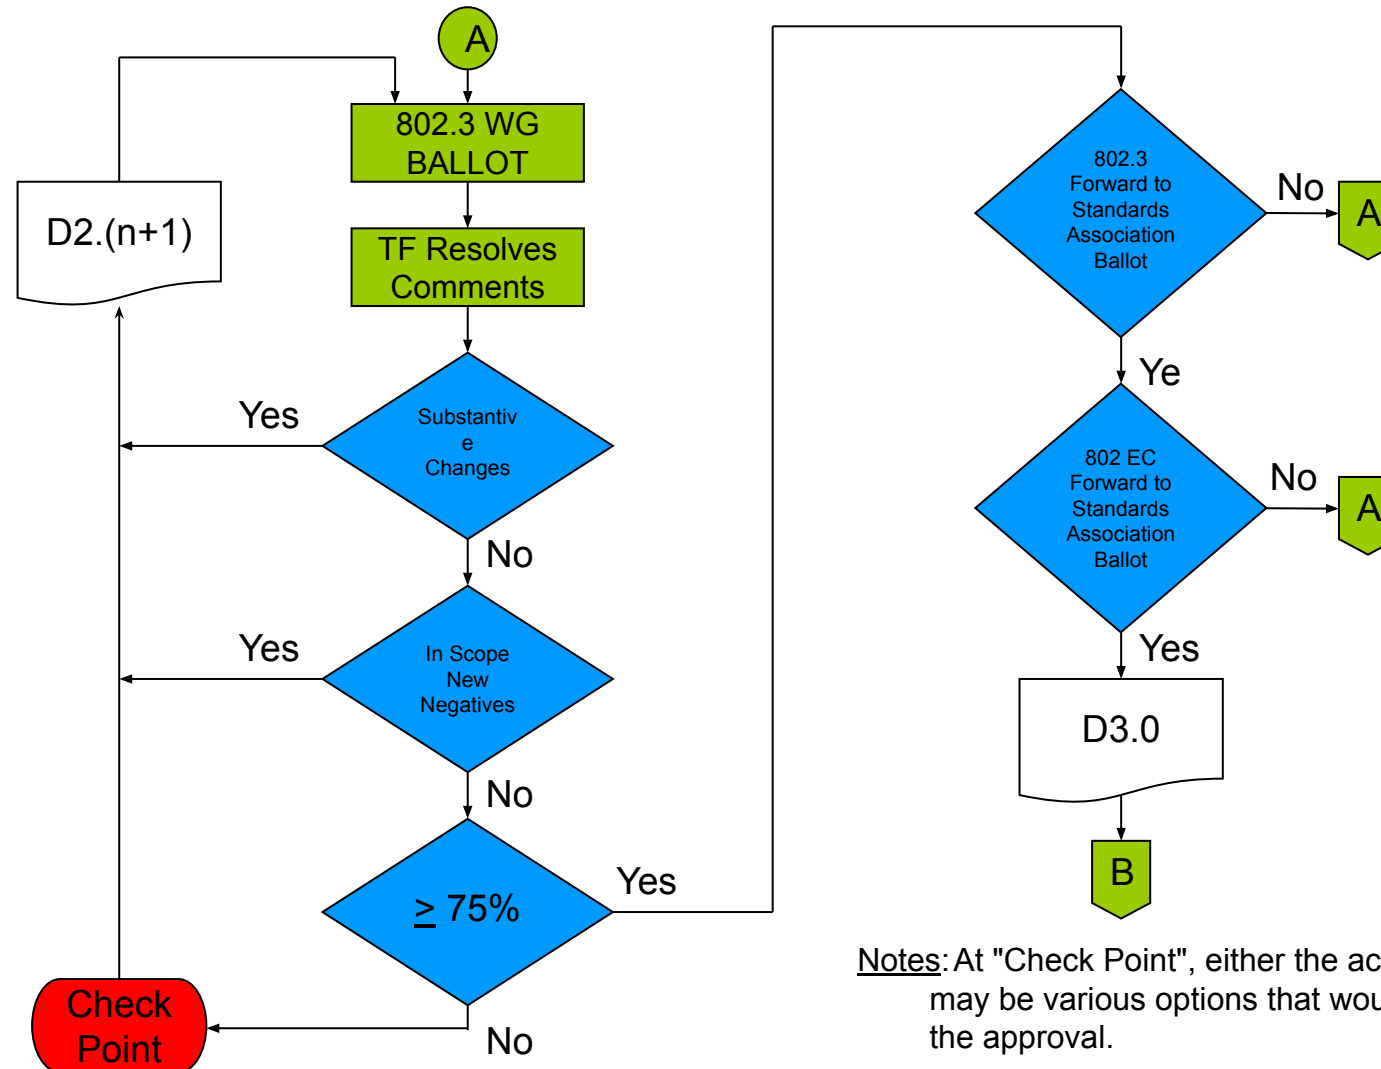 A
802.3 WG
BALLOT
D2.(n+1)
TF Resolves
Comments
Yes
Substantiv
e
Changes
No
Yes
In Scope
New
Negatives
No
≥ 75%
Yes
No
Check
Point
802.3
Forward to
Standards
Association
Ballot
No
A
Ye
802 EC
Forward to
Standards
Association
Ballot
No
A
Yes
D3.0
B
Notes: At "Check Point", either the ac
may be various options that wou
the approval.